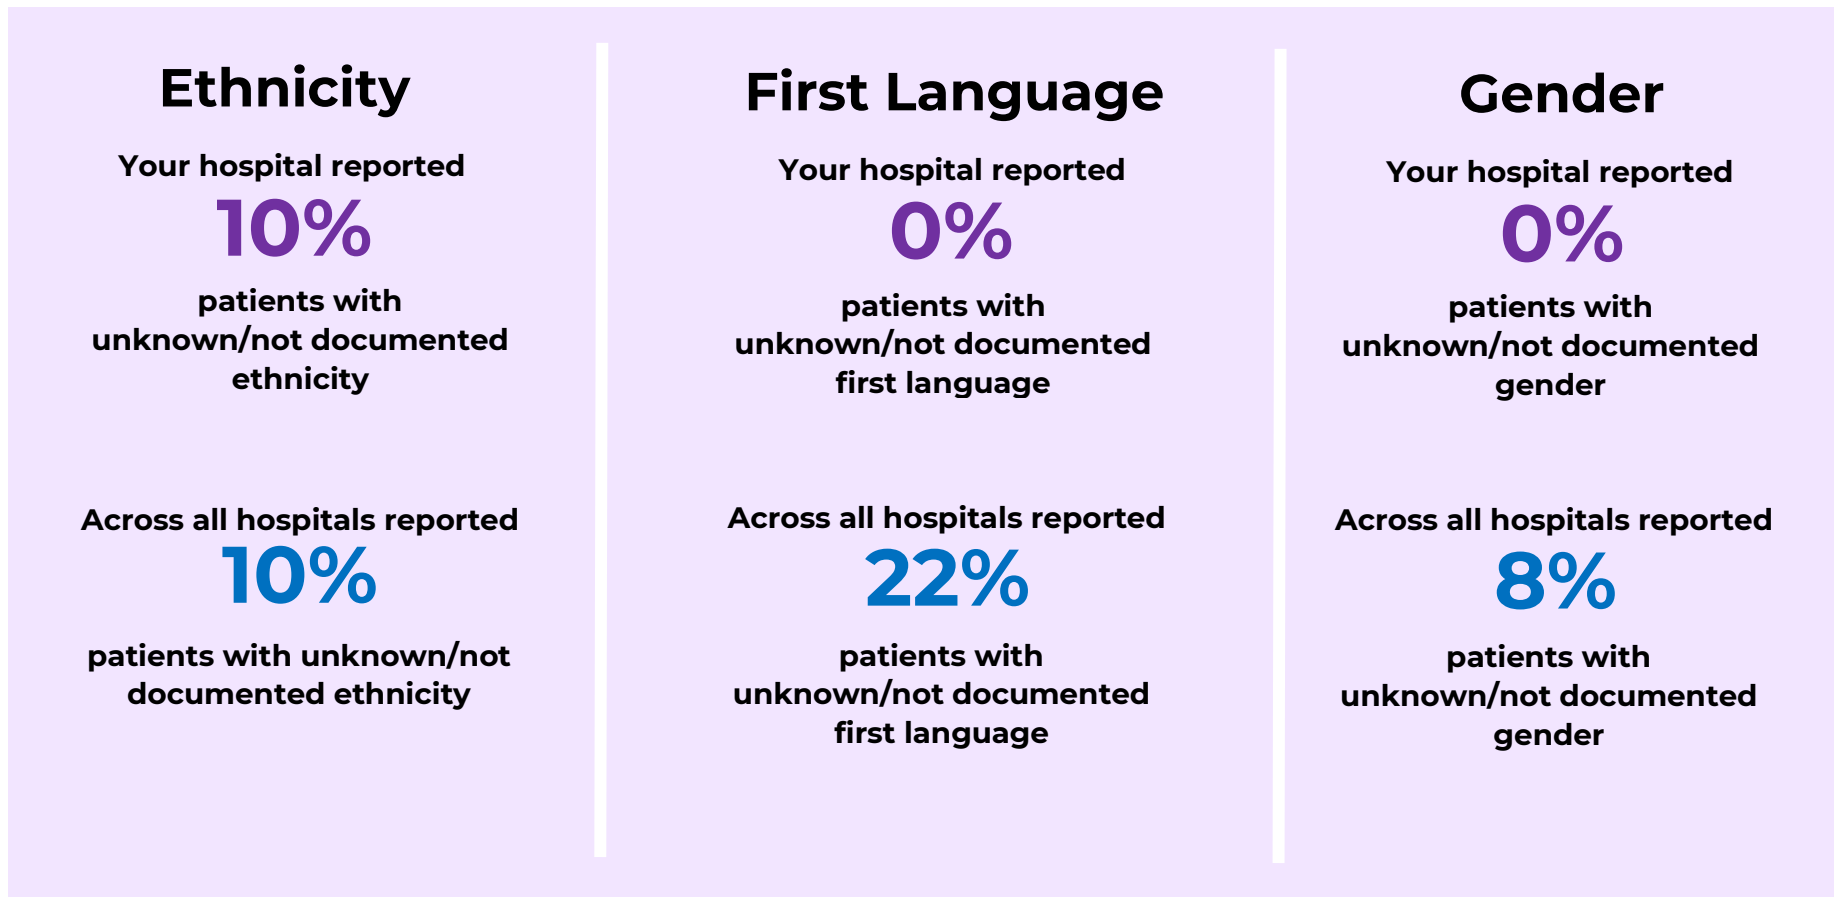 Ethnicity
Your hospital reported
10%
patients with
unknown/not documented
ethnicity
Across all hospitals reported
10%
patients with unknown/not
documented ethnicity
First Language
Your hospital reported
0%
patients with
unknown/not documented
first language
Across all hospitals reported
22%
patients with
unknown/not documented
first language
Gender
Your hospital reported
0%
patients with
unknown/not documented
gender
Across all hospitals reported
8%
patients with
unknown/not documented
gender